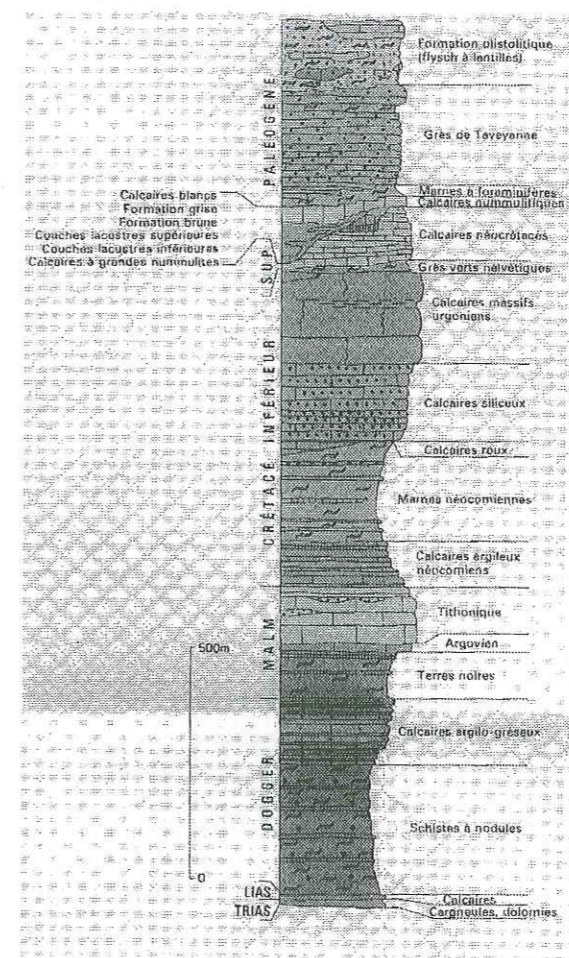 Formation olistolitique
(flysch à lentilles)
PALÉOGÈNE
Grès de Taveyanne
Marnes à foraminifères
Calcaires nummulitiques
Calcaires blancs
Formation grise
Formation brune
Couches lacustres supérieures
Couches lacustres inférieures
Calcaires à grandes nummulites
SUP.
Calcaires néocrétacés
Grès verts helvétiques
Calcaires massifs
urgoniens
CRÉTACÉ INFÉRIEUR
Calcaires siliceux
Calcaires roux
Marnes néocomiennes
Calcaires argileux
néocomiens
MALM
Tithonique
Argovien
500m
Terres noires
Calcaires argilo-gréseux
DOGGER
Schistes à nodules
0
LIAS
Calcaires
TRIAS
Cargneules, dolomies